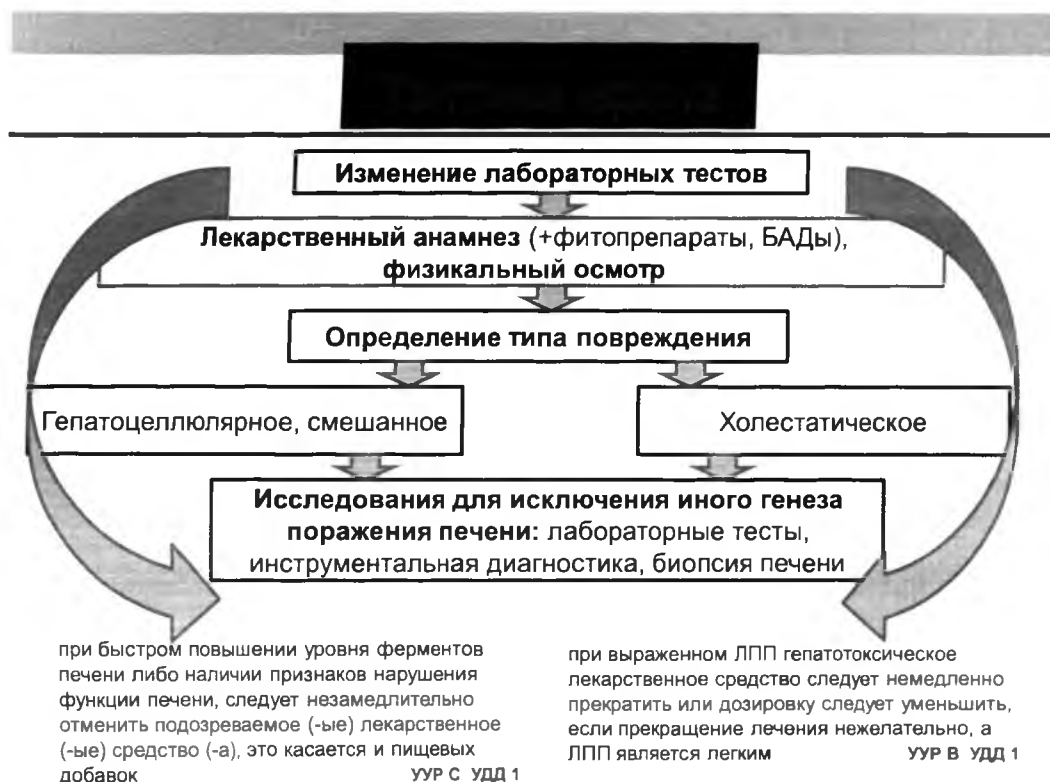 Изменение лабораторных тестов
Лекарственный анамнез (+фитопрепараты, БАДы),
физикальный осмотр
Определение типа повреждения
Гепатоцеллюлярное, смешанное
Холестатическое
Исследования для исключения иного генеза
поражения печени: лабораторные тесты,
инструментальная диагностика, биопсия печени
при быстром повышении уровня ферментов
печени либо наличии признаков нарушения
функции печени, следует незамедлительно
отменить подозреваемое (-ые) лекарственное
(-ые) средство (-а), это касается и пищевых
добавок УУР С УДД 1
при выраженном ЛПП гепатотоксическое
лекарственное средство следует немедленно
прекратить или дозировку следует уменьшить,
если прекращение лечения нежелательно, а
ЛПП является легким УУР В УДД 1